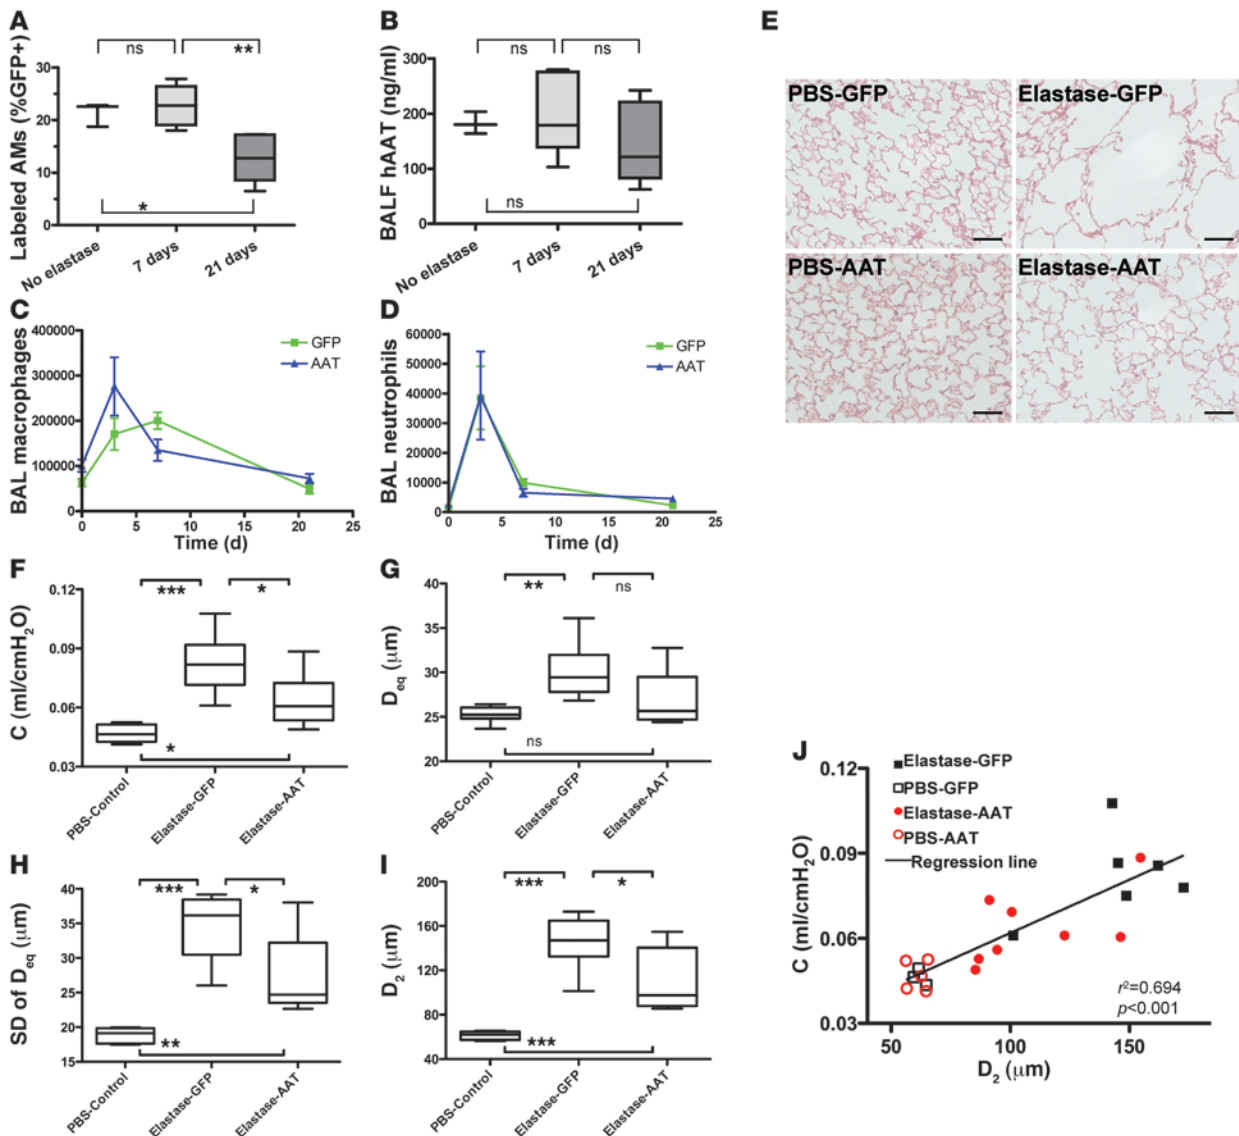 A
Labeled AMs (%GFP+)
ns
**
30
20
10
0
*
No elastase
7 days
21 days
B
BALF hAAT (ng/ml)
ns
ns
300
200
100
0
ns
No elastase
7 days
21 days
C
BAL macrophages
400000
300000
200000
100000
0
GFP
AAT
0 5 10 15 20 25
Time (d)
D
BAL neutrophils
60000
50000
40000
30000
20000
10000
0
GFP
AAT
0 5 10 15 20 25
Time (d)
E
PBS-GFP
Elastase-GFP
PBS-AAT
Elastase-AAT
F
C (ml/cmH2O)
***
*
0.12
0.09
0.06
0.03
*
PBS-Control
Elastase-GFP
Elastase-AAT
G
Deq (µm)
**
ns
40
35
30
25
20
ns
PBS-Control
Elastase-GFP
Elastase-AAT
H
SD of Deq (µm)
***
*
40
35
30
25
20
15
**
PBS-Control
Elastase-GFP
Elastase-AAT
I
D2 (µm)
***
*
200
160
120
80
40
***
PBS-Control
Elastase-GFP
Elastase-AAT
J
C (ml/cmH2O)
0.12
0.09
0.06
0.03
Elastase-GFP
PBS-GFP
Elastase-AAT
PBS-AAT
Regression line
r²=0.694
p<0.001
50 100 150
D2 (µm)